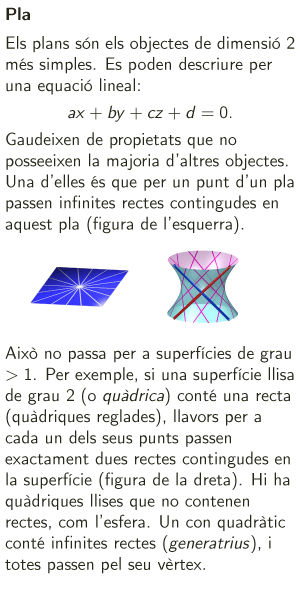 Pla
Els plans són els objectes de dimensió 2
més simples. Es poden descriure per
una equació lineal:
ax + by + cz + d = 0.
Gaudeixen de propietats que no
posseeixen la majoria d'altres objectes.
Una d'elles és que per un punt d'un pla
passen infinites rectes contingudes en
aquest pla (figura de l'esquerra).
Això no passa per a superfícies de grau
> 1. Per exemple, si una superfície llisa
de grau 2 (o quàdrica) conté una recta
(quàdriques reglades), llavors per a
cada un dels seus punts passen
exactament dues rectes contingudes en
la superfície (figura de la dreta). Hi ha
quàdriques llises que no contenen
rectes, com l'esfera. Un con quadràtic
conté infinites rectes (generatrius), i
totes passen pel seu vèrtex.